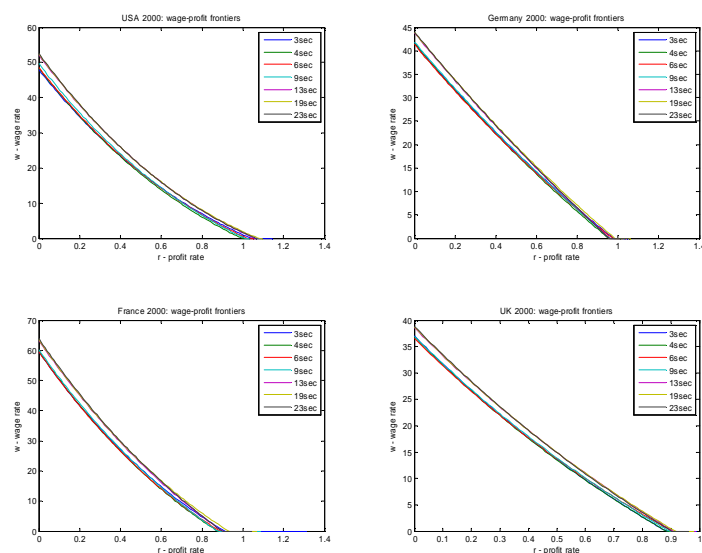 USA 2000: wage-profit frontiers
60
50
40
30
20
10
0
w - wage rate
0 0.2 0.4 0.6 0.8 1 1.2 1.4
r - profit rate
3sec
4sec
6sec
9sec
13sec
19sec
23sec
Germany 2000: wage-profit frontiers
45
40
35
30
25
20
15
10
5
0
w - wage rate
0 0.2 0.4 0.6 0.8 1 1.2 1.4
r - profit rate
3sec
4sec
6sec
9sec
13sec
19sec
23sec
France 2000: wage-profit frontiers
70
60
50
40
30
20
10
0
w - wage rate
0 0.2 0.4 0.6 0.8 1 1.2 1.4
r - profit rate
3sec
4sec
6sec
9sec
13sec
19sec
23sec
UK 2000: wage-profit frontiers
40
35
30
25
20
15
10
5
0
w - wage rate
0 0.1 0.2 0.3 0.4 0.5 0.6 0.7 0.8 0.9 1
r - profit rate
3sec
4sec
6sec
9sec
13sec
19sec
23sec